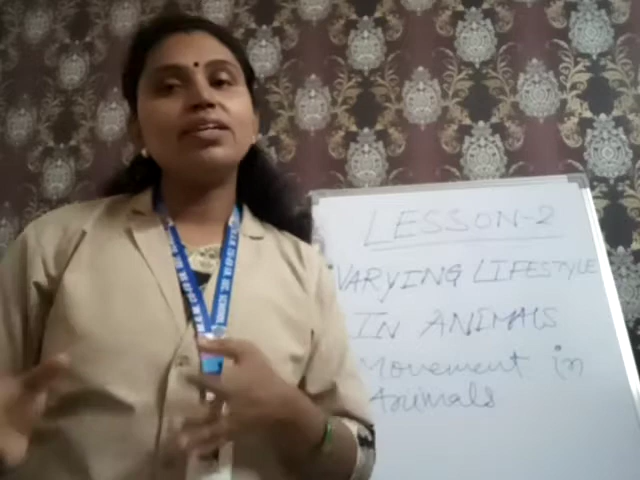 LESSON-2
VARYING LIFESTYLE
IN ANIMALS
Movement in
Animals